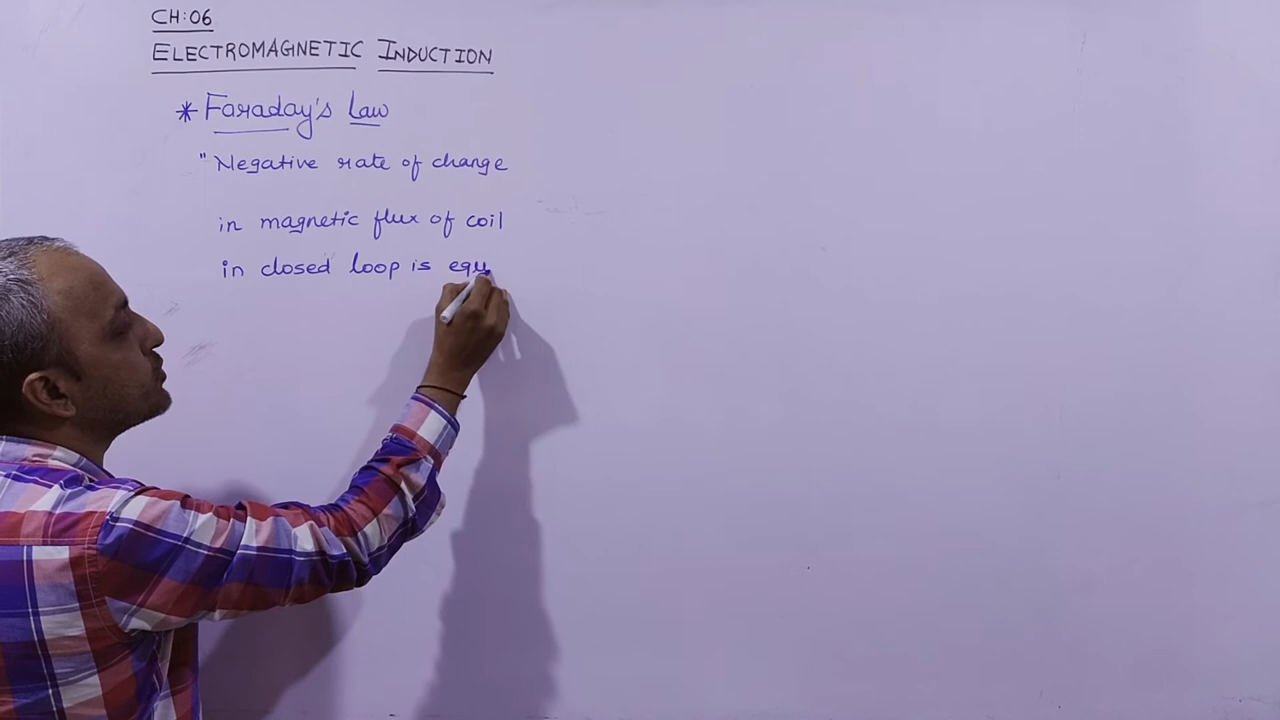 CH:06
ELECTROMAGNETIC INDUCTION
* Faraday's Law
"Negative rate of change
in magnetic flux of coil
in closed loop is equ